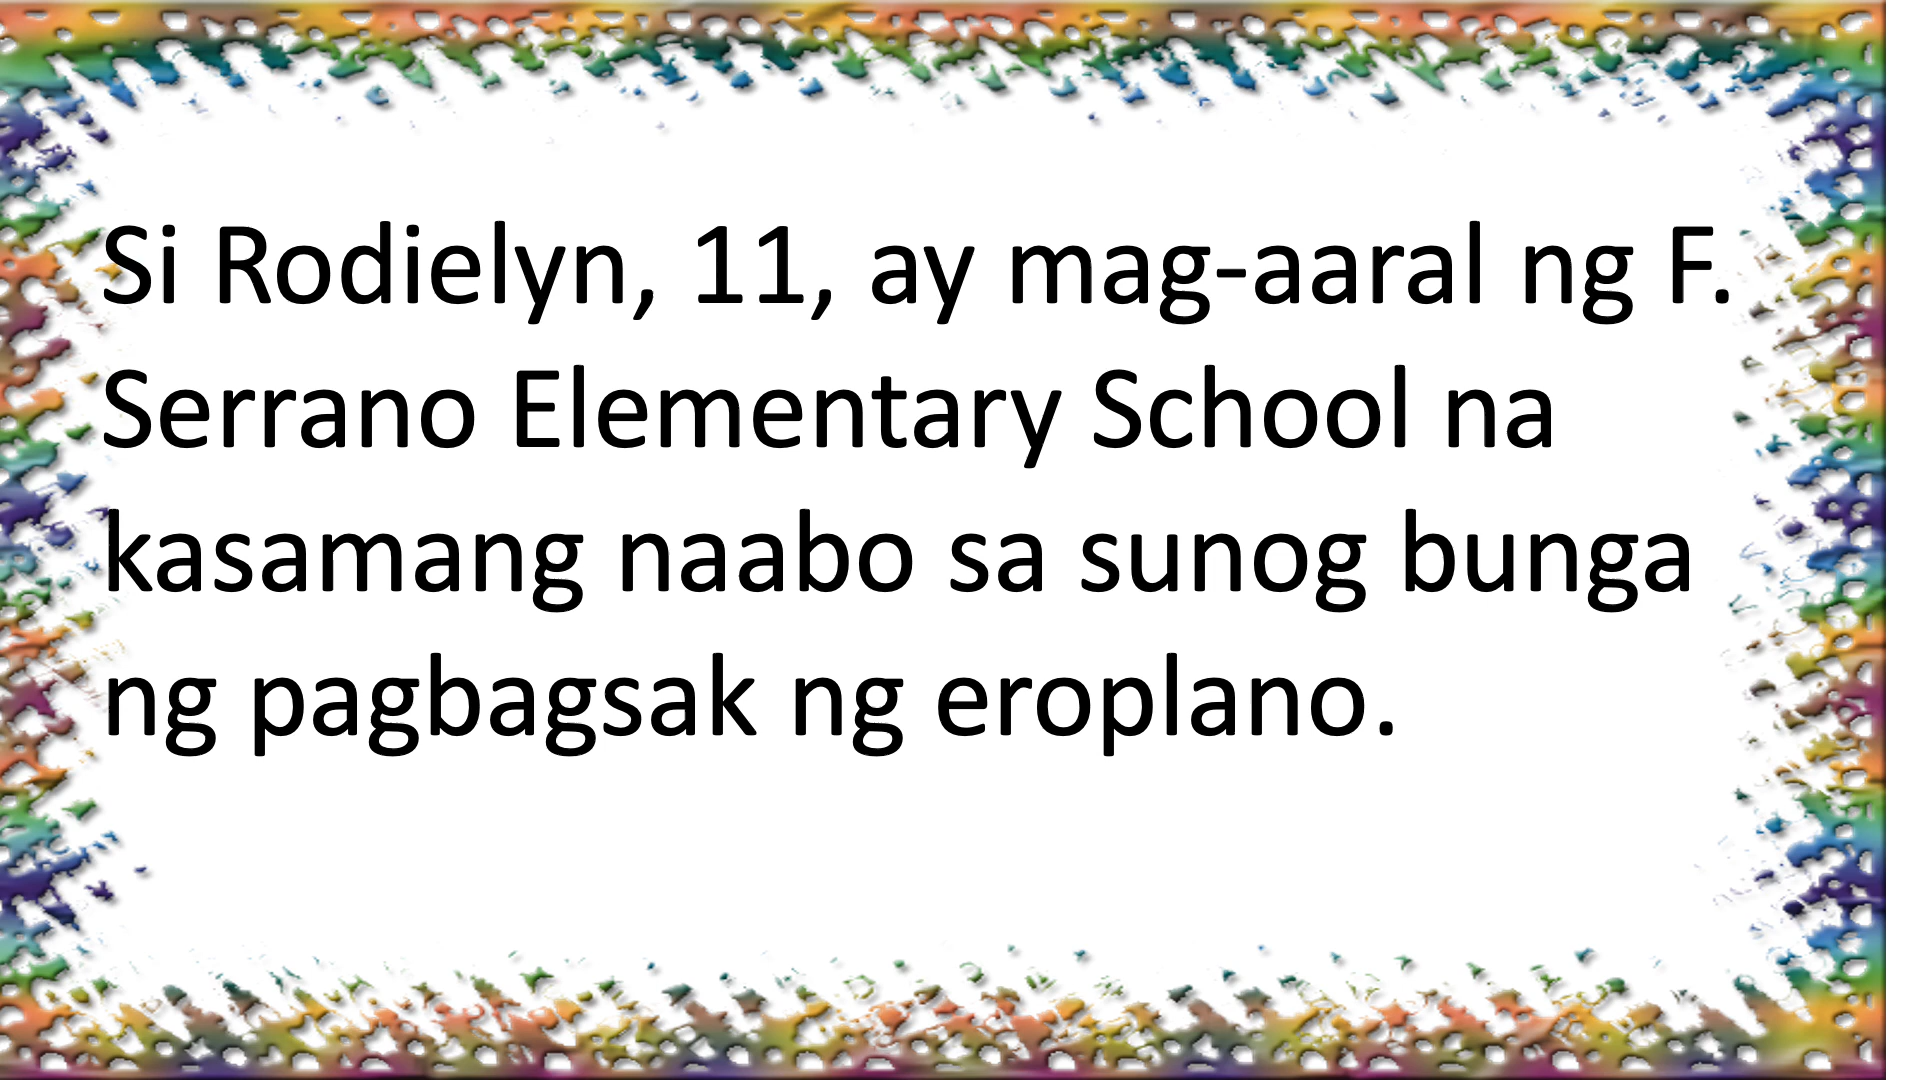 Si Rodielyn, 11, ay mag-aaral ng F.
Serrano Elementary School na
kasamang naabo sa sunog bunga
ng pagbagsak ng eroplano.